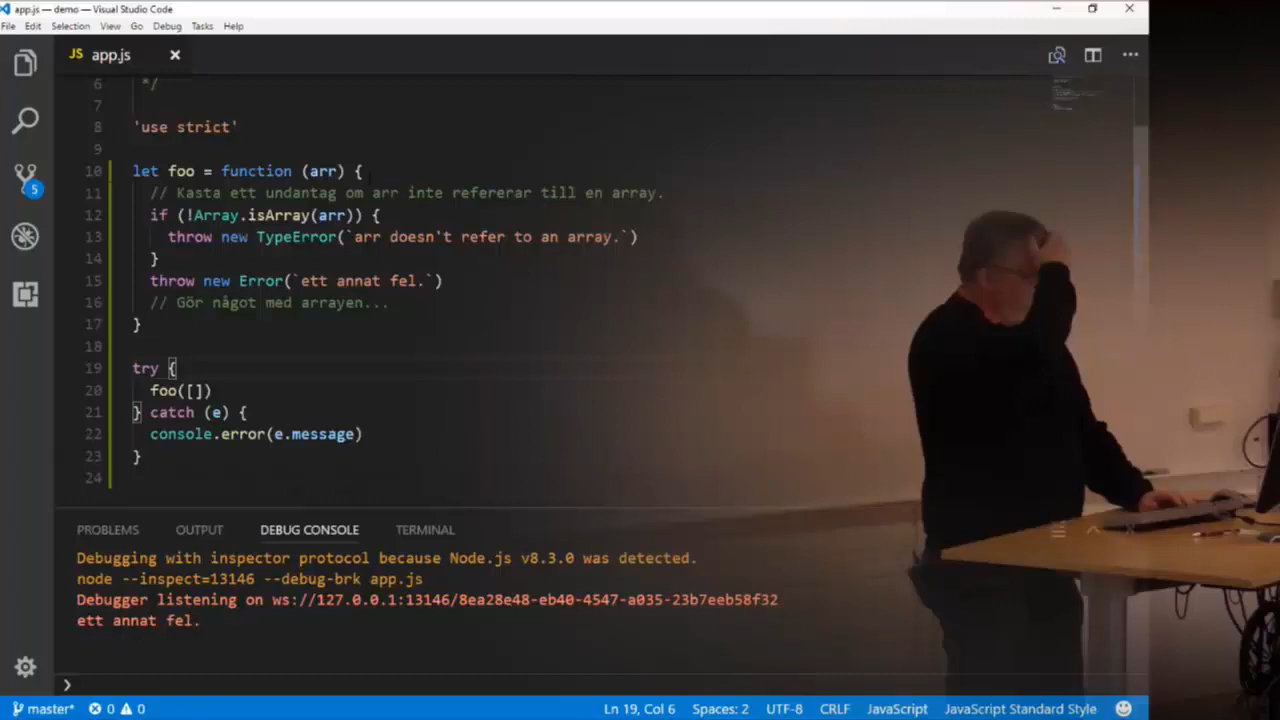 app.js — demo — Visual Studio Code
File Edit Selection View Go Debug Tasks Help
JS app.js
6 */
7
8 'use strict'
9
10 let foo = function (arr) {
11 // Kasta ett undantag om arr inte refererar till en array.
12 if (!Array.isArray(arr)) {
13 throw new TypeError(`arr doesn't refer to an array.`)
14 }
15 throw new Error(`ett annat fel.`)
16 // Gör något med arrayen...
17 }
18
19 try {
20 foo([])
21 } catch (e) {
22 console.error(e.message)
23 }
24
5
PROBLEMS OUTPUT DEBUG CONSOLE TERMINAL
Debugging with inspector protocol because Node.js v8.3.0 was detected.
node --inspect=13146 --debug-brk app.js
Debugger listening on ws://127.0.0.1:13146/8ea28e48-eb40-4547-a035-23b7eeb58f32
ett annat fel.
master* 0 0 Ln 19, Col 6 Spaces: 2 UTF-8 CRLF JavaScript JavaScript Standard Style